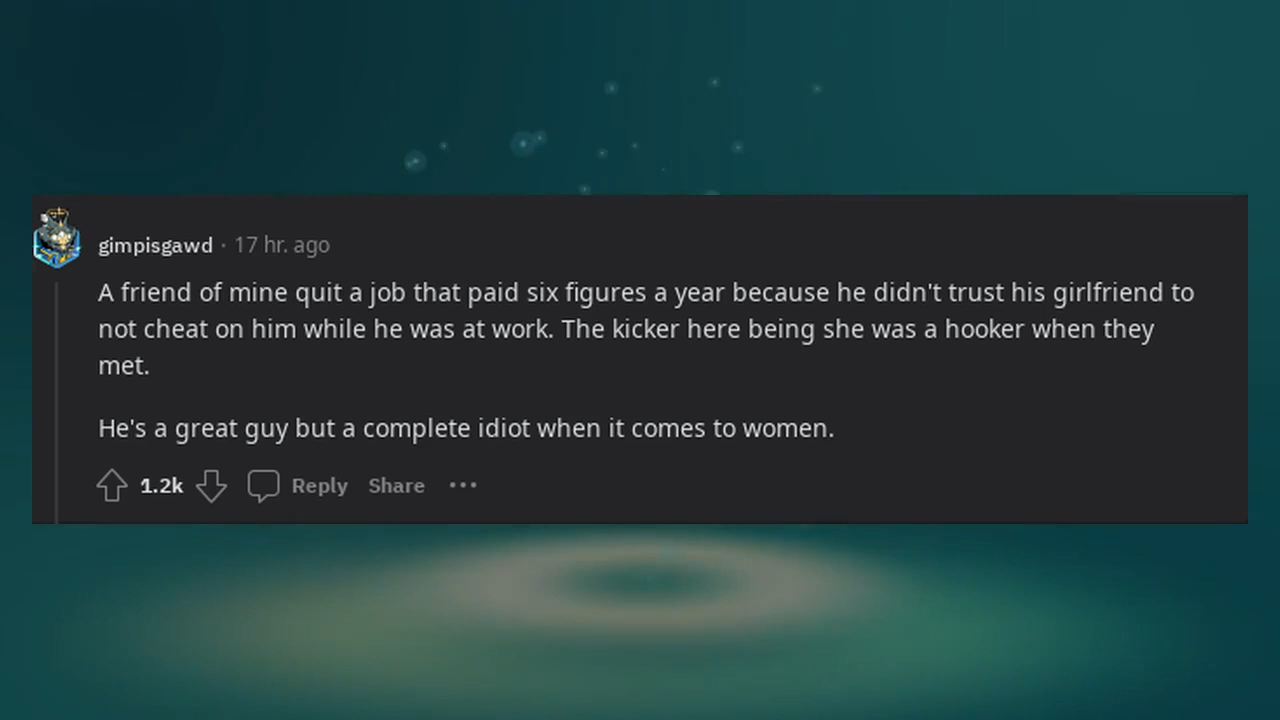 gimpisgawd · 17 hr. ago
A friend of mine quit a job that paid six figures a year because he didn't trust his girlfriend to
not cheat on him while he was at work. The kicker here being she was a hooker when they
met.
He's a great guy but a complete idiot when it comes to women.
1.2k Reply Share ···